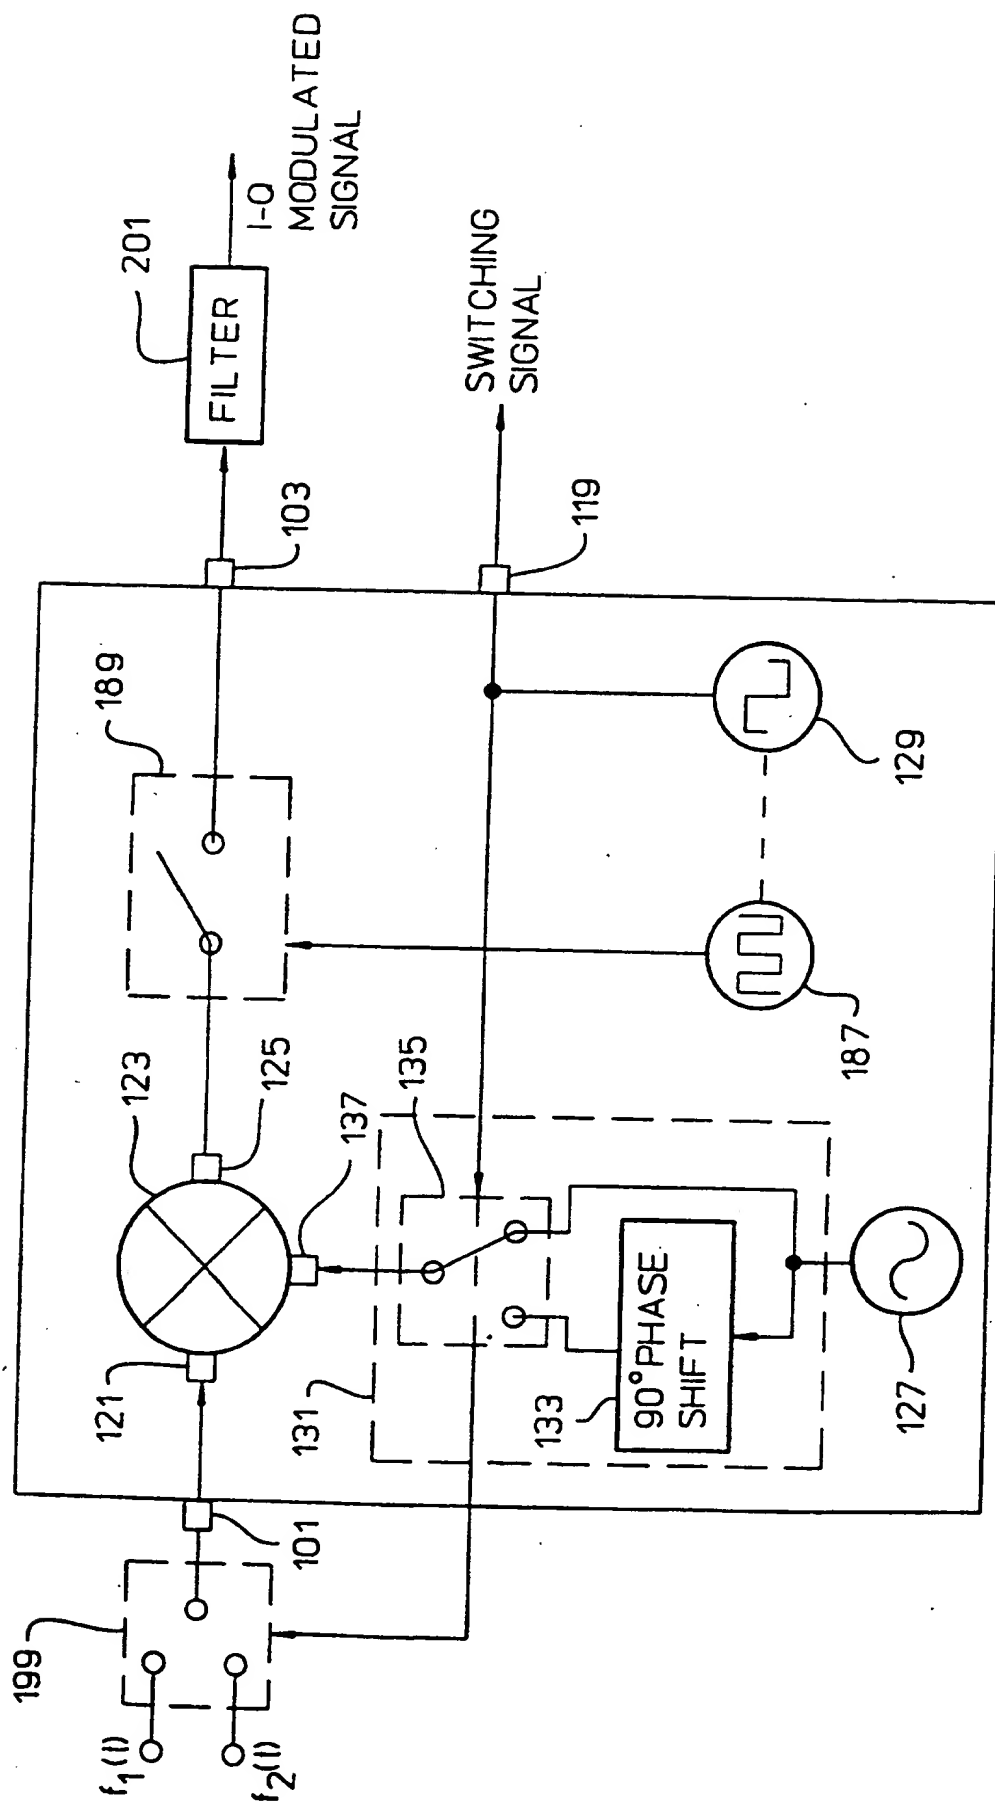 199
f1(l)
f2(l)
101
121
123
125
189
103
FILTER
201
I-Q
MODULATED
SIGNAL
131
137
135
133
90°PHASE
SHIFT
127
187
129
119
SWITCHING
SIGNAL